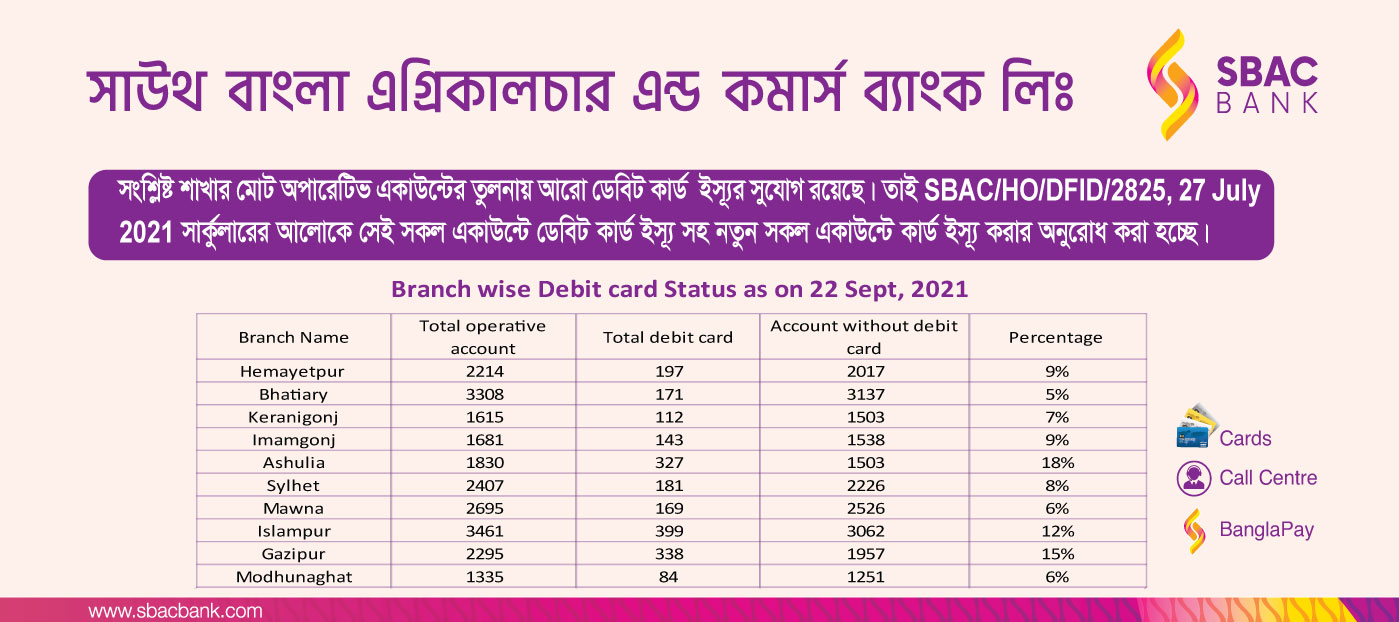 সাউথ বাংলা এগ্রিকালচার এন্ড কমার্স ব্যাংক লিঃ
SBAC
BANK
সংশ্লিষ্ট শাখার মোট অপারেটিভ একাউন্টের তুলনায় আরো ডেবিট কার্ড ইস্যূর সুযোগ রয়েছে। তাই SBAC/HO/DFID/2825, 27 July
2021 সার্কুলারের আলোকে সেই সকল একাউন্টে ডেবিট কার্ড ইস্যূ সহ নতুন সকল একাউন্টে কার্ড ইস্যূ করার অনুরোধ করা হচ্ছে।
Branch wise Debit card Status as on 22 Sept, 2021
Branch Name Total operative account Total debit card Account without debit card Percentage
Hemayetpur 2214 197 2017 9%
Bhatiary 3308 171 3137 5%
Keranigonj 1615 112 1503 7%
Imamgonj 1681 143 1538 9%
Ashulia 1830 327 1503 18%
Sylhet 2407 181 2226 8%
Mawna 2695 169 2526 6%
Islampur 3461 399 3062 12%
Gazipur 2295 338 1957 15%
Modhunaghat 1335 84 1251 6%
Cards
Call Centre
BanglaPay
www.sbacbank.com